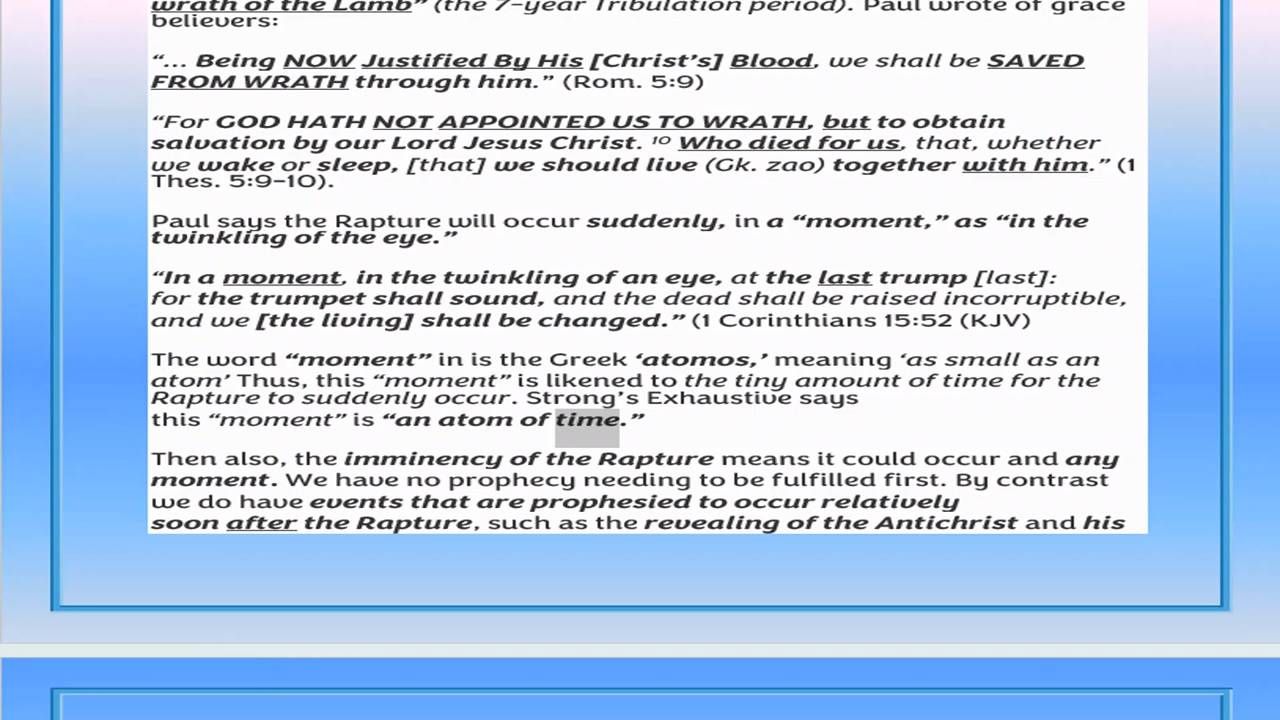 wrath of the Lamb” (the 7-year Tribulation period). Paul wrote of grace
believers:
“... Being NOW Justified By His [Christ’s] Blood, we shall be SAVED
FROM WRATH through him.” (Rom. 5:9)
“For GOD HATH NOT APPOINTED US TO WRATH, but to obtain
salvation by our Lord Jesus Christ. ¹⁰ Who died for us, that, whether
we wake or sleep, [that] we should live (Gk. zao) together with him.” (1
Thes. 5:9-10).
Paul says the Rapture will occur suddenly, in a “moment,” as “in the
twinkling of the eye.”
“In a moment, in the twinkling of an eye, at the last trump [last]:
for the trumpet shall sound, and the dead shall be raised incorruptible,
and we [the living] shall be changed.” (1 Corinthians 15:52 (KJV)
The word “moment” in is the Greek ‘atomos,’ meaning ‘as small as an
atom’ Thus, this “moment” is likened to the tiny amount of time for the
Rapture to suddenly occur. Strong’s Exhaustive says
this “moment” is “an atom of time.”
Then also, the imminency of the Rapture means it could occur and any
moment. We have no prophecy needing to be fulfilled first. By contrast
we do have events that are prophesied to occur relatively
soon after the Rapture, such as the revealing of the Antichrist and his